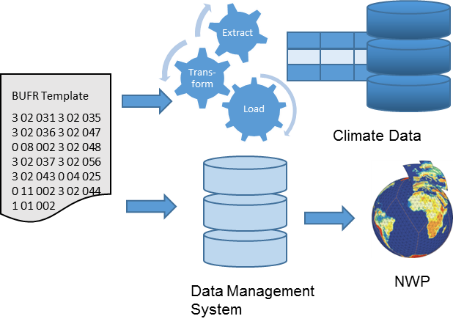 BUFR Template
3 02 031 3 02 035
3 02 036 3 02 047
0 08 002 3 02 048
3 02 037 3 02 056
3 02 043 0 04 025
0 11 002 3 02 044
1 01 002
Extract
Trans-
form
Load
Climate Data
Data Management
System
NWP